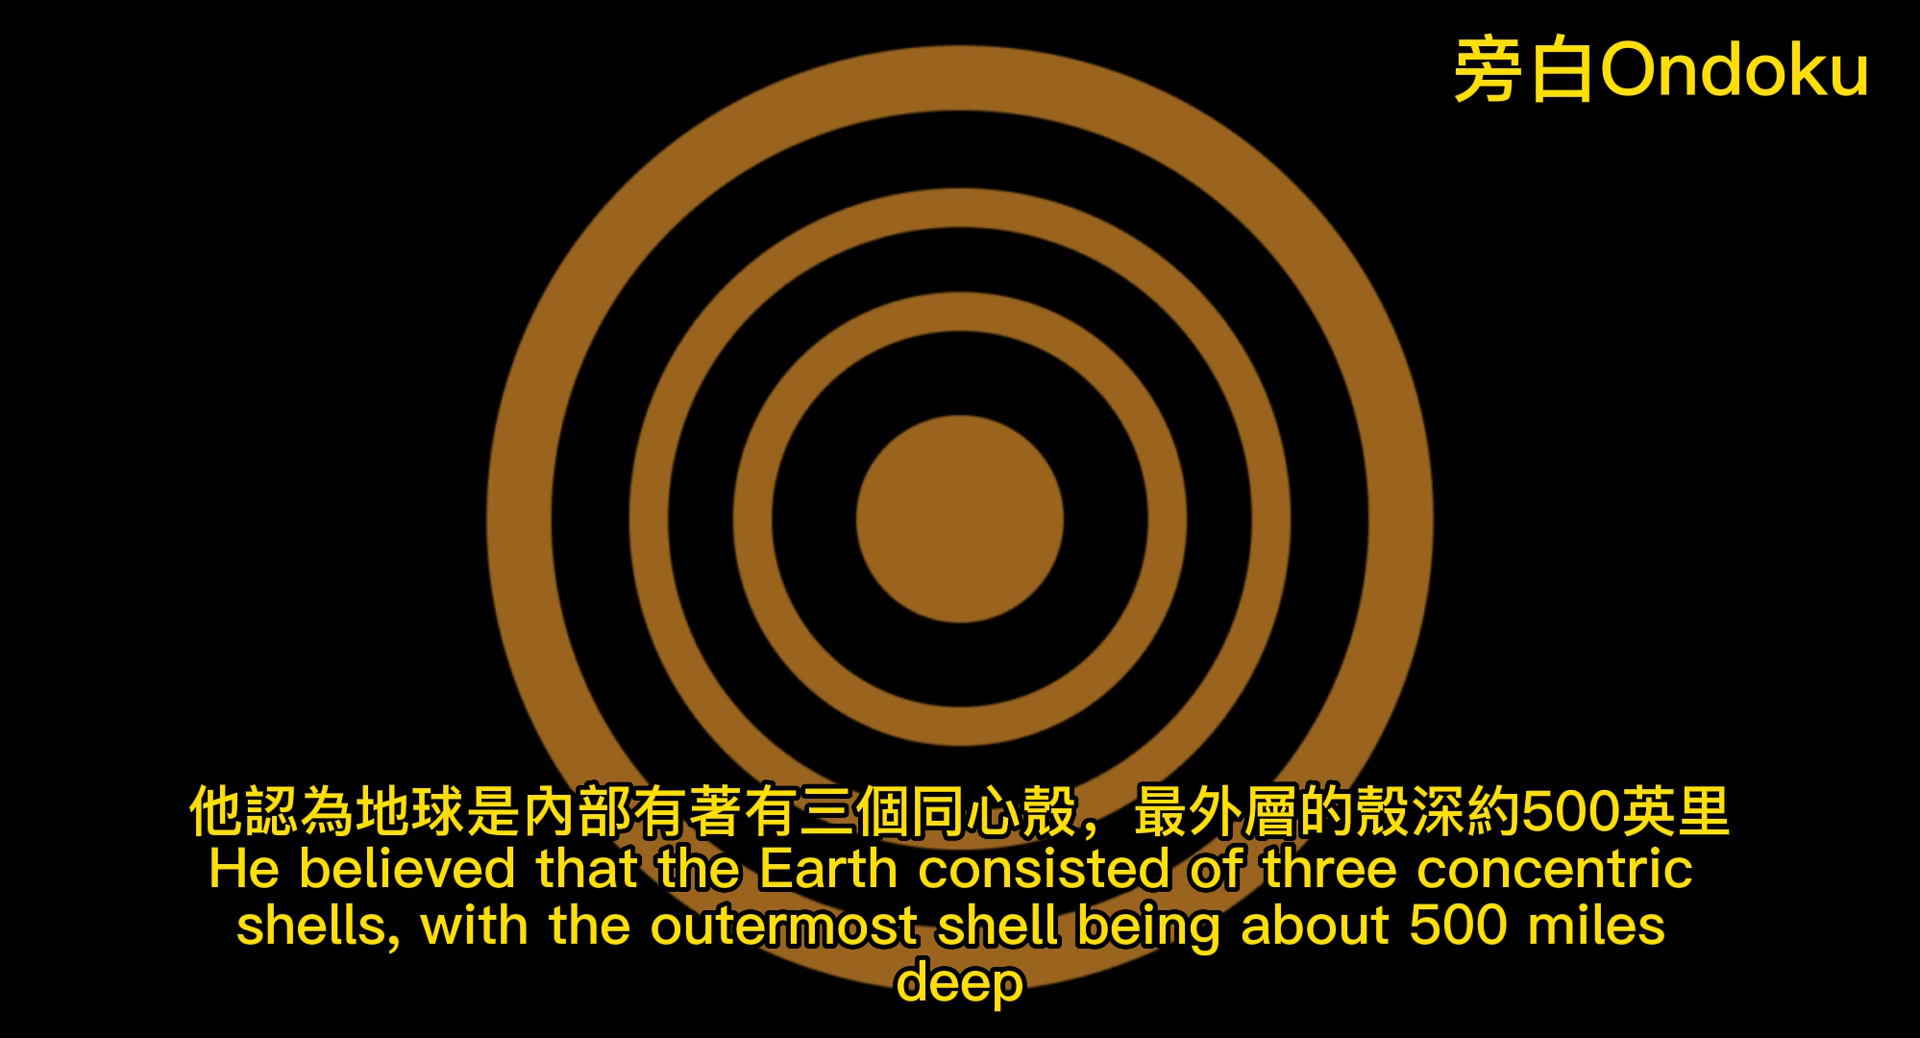 旁白Ondoku
他認為地球是內部有著有三個同心殼，最外層的殼深約500英里
He believed that the Earth consisted of three concentric
shells, with the outermost shell being about 500 miles
deep